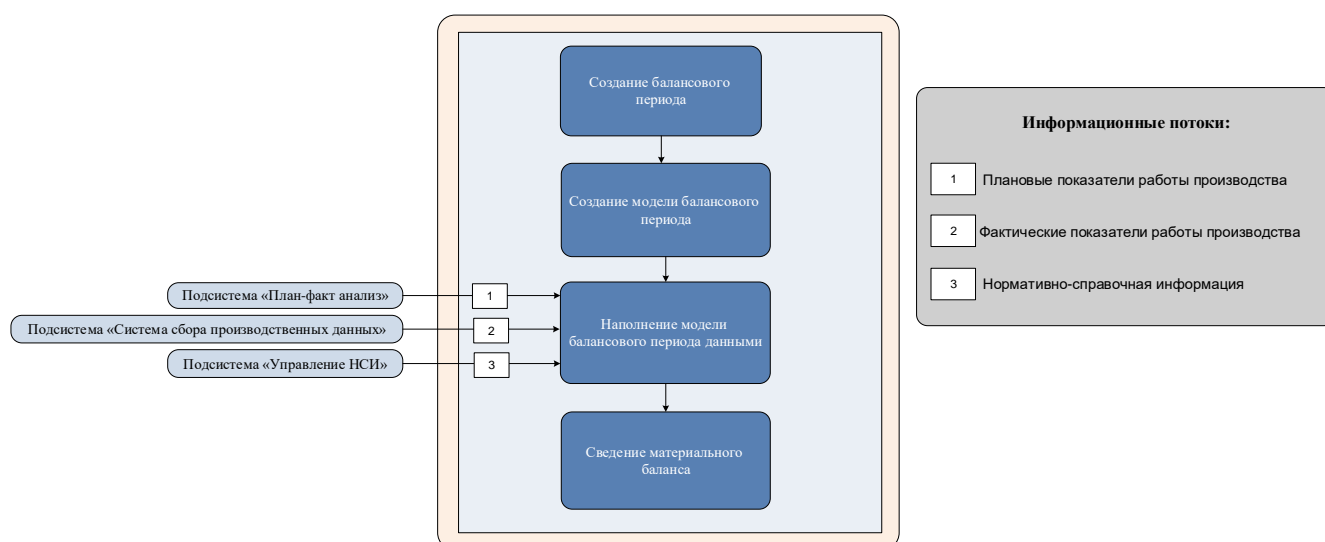 Создание балансового
периода
Создание модели балансового
периода
Подсистема «План-факт анализ»
1
Подсистема «Система сбора производственных данных»
2
Подсистема «Управление НСИ»
3
Наполнение модели
балансового периода данными
Сведение материального
баланса
Информационные потоки:
1 Плановые показатели работы производства
2 Фактические показатели работы производства
3 Нормативно-справочная информация